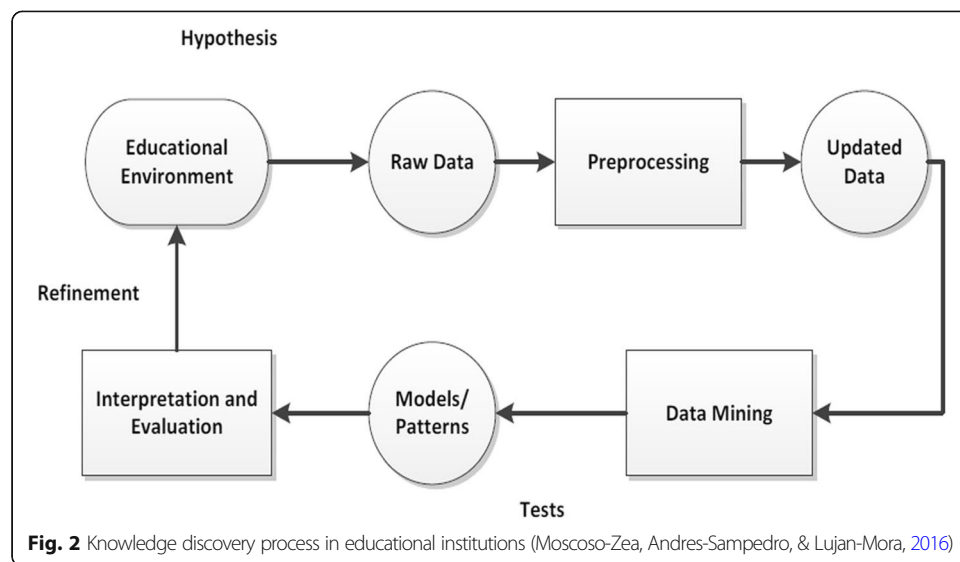 Hypothesis
Educational
Environment
Raw Data
Preprocessing
Updated
Data
Refinement
Interpretation and
Evaluation
Models/
Patterns
Data Mining
Tests
Fig. 2 Knowledge discovery process in educational institutions (Moscoso-Zea, Andres-Sampedro, & Lujan-Mora, 2016)